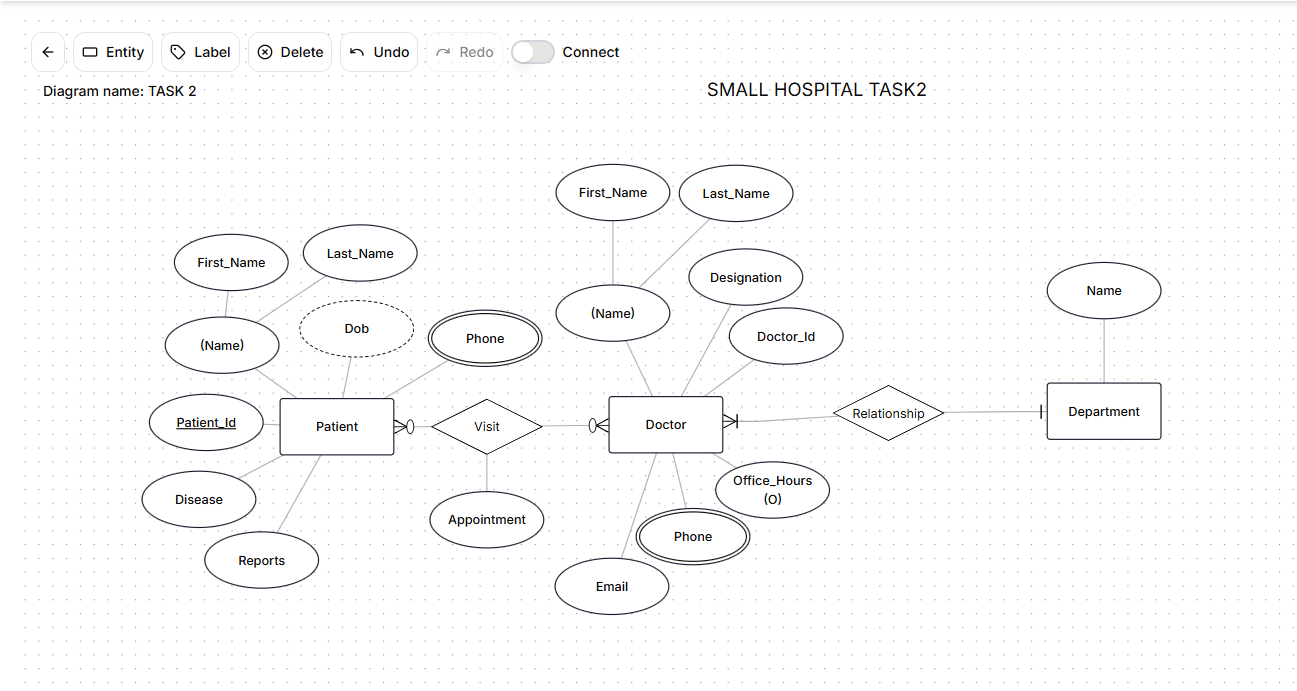 Entity
Label
Delete
Undo
Redo
Connect
Diagram name: TASK 2
SMALL HOSPITAL TASK2
First_Name
Last_Name
First_Name
Last_Name
Designation
Name
(Name)
Dob
Phone
(Name)
Doctor_Id
Patient_Id
Patient
Visit
Doctor
Relationship
Department
Disease
Appointment
Office_Hours
(O)
Reports
Phone
Email